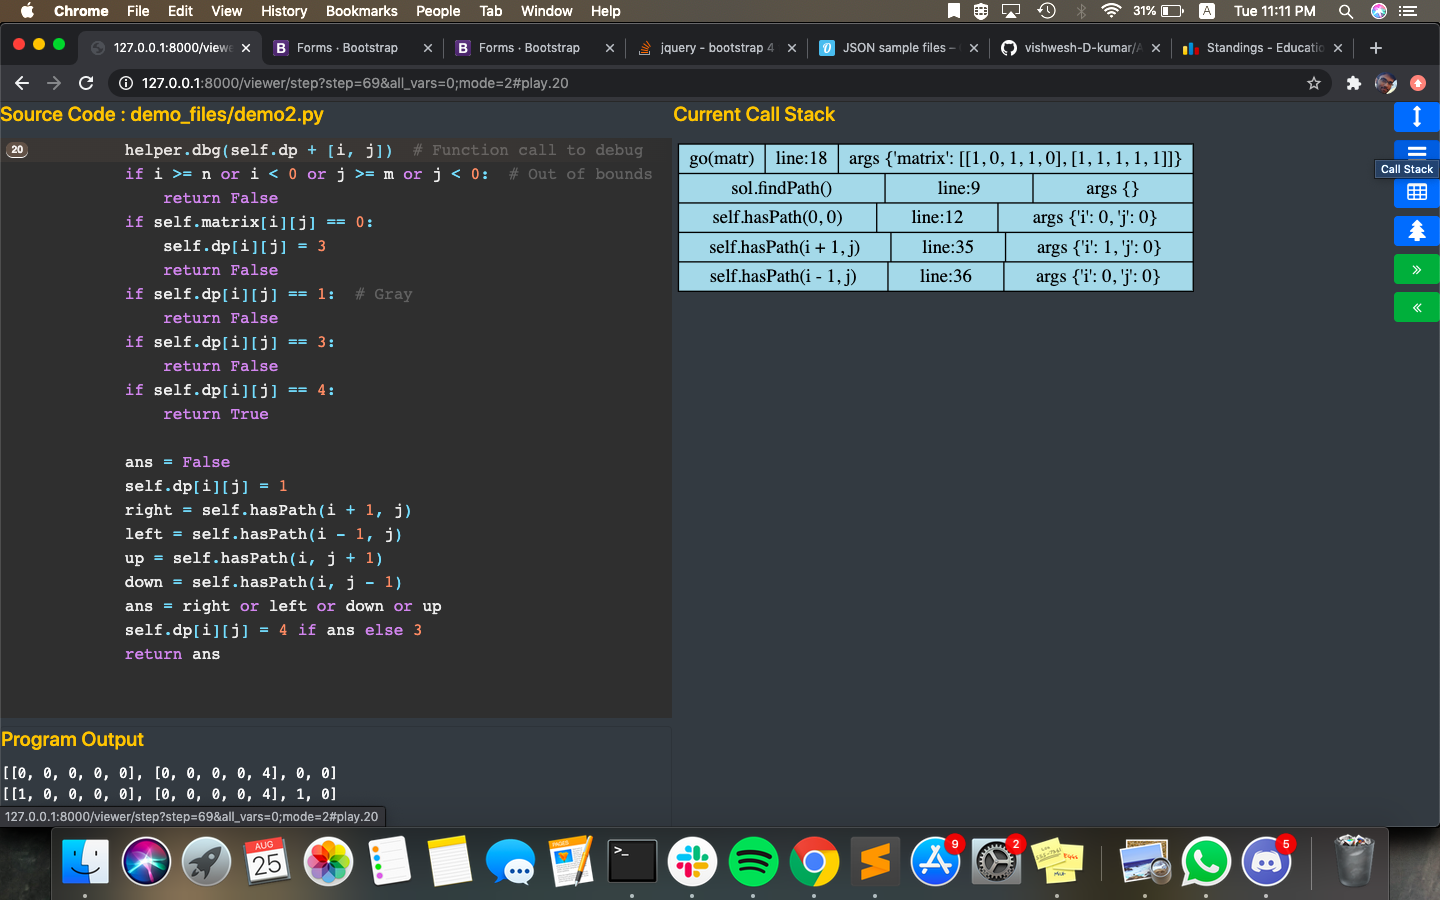 Chrome File Edit View History Bookmarks People Tab Window Help 31% A Tue 11:11 PM
127.0.0.1:8000/view Forms · Bootstrap Forms · Bootstrap jquery - bootstrap 4 JSON sample files – vishwesh-D-kumar/A Standings - Educatio
127.0.0.1:8000/viewer/step?step=69&all_vars=0;mode=2#play.20
Source Code : demo_files/demo2.py
20 helper.dbg(self.dp + [i, j])  # Function call to debug
if i >= n or i < 0 or j >= m or j < 0:  # Out of bounds
    return False
if self.matrix[i][j] == 0:
    self.dp[i][j] = 3
    return False
if self.dp[i][j] == 1:  # Gray
    return False
if self.dp[i][j] == 3:
    return False
if self.dp[i][j] == 4:
    return True
ans = False
self.dp[i][j] = 1
right = self.hasPath(i + 1, j)
left = self.hasPath(i - 1, j)
up = self.hasPath(i, j + 1)
down = self.hasPath(i, j - 1)
ans = right or left or down or up
self.dp[i][j] = 4 if ans else 3
return ans
Program Output
[[0, 0, 0, 0, 0], [0, 0, 0, 0, 4], 0, 0]
[[1, 0, 0, 0, 0], [0, 0, 0, 0, 4], 1, 0]
127.0.0.1:8000/viewer/step?step=69&all_vars=0;mode=2#play.20
Current Call Stack
go(matr) line:18 args {'matrix': [[1, 0, 1, 1, 0], [1, 1, 1, 1, 1]]}
sol.findPath() line:9 args {}
self.hasPath(0, 0) line:12 args {'i': 0, 'j': 0}
self.hasPath(i + 1, j) line:35 args {'i': 1, 'j': 0}
self.hasPath(i - 1, j) line:36 args {'i': 0, 'j': 0}
Call Stack
»
«
AUG
25
PAGES
>_
9
2
5